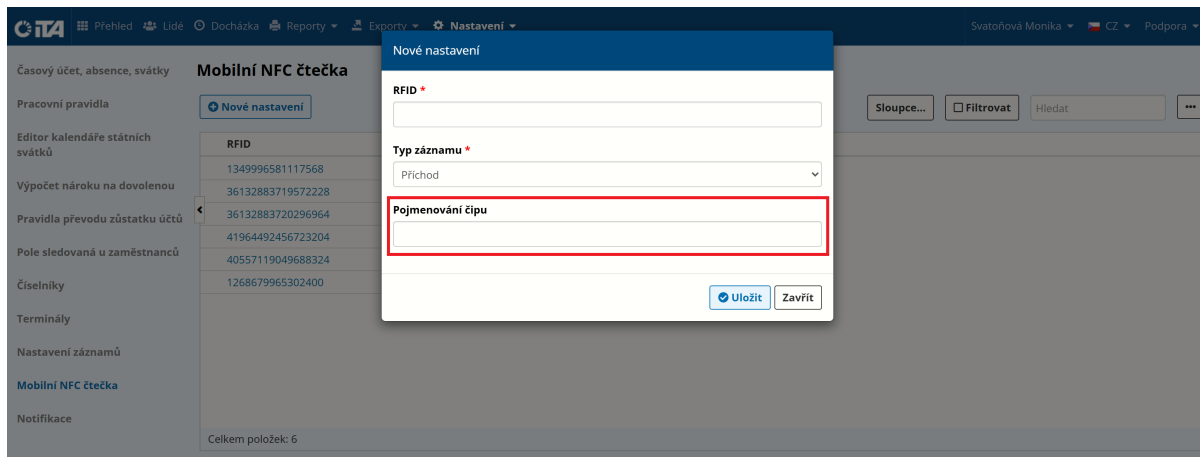 ITA Přehled Lidé Docházka Reporty Exporty Nastavení Svatoňová Monika CZ Podpora
Nové nastavení
Časový účet, absence, svátky
Pracovní pravidla
Editor kalendáře státních
svátků
Výpočet nároku na dovolenou
Pravidla převodu zůstatku účtů
Pole sledovaná u zaměstnanců
Číselníky
Terminály
Nastavení záznamů
Mobilní NFC čtečka
Notifikace
Mobilní NFC čtečka
Nové nastavení
Sloupce... Filtrovat Hledat ...
RFID
1349996581117568
36132883719572228
36132883720296964
41964492456723204
40557119049688324
1268679965302400
Celkem položek: 6
RFID *
Typ záznamu *
Příchod
Pojmenování čipu
Uložit Zavřít